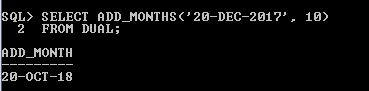 SQL> SELECT ADD_MONTHS('20-DEC-2017', 10)
  2  FROM DUAL;
ADD_MONTH
---------
20-OCT-18